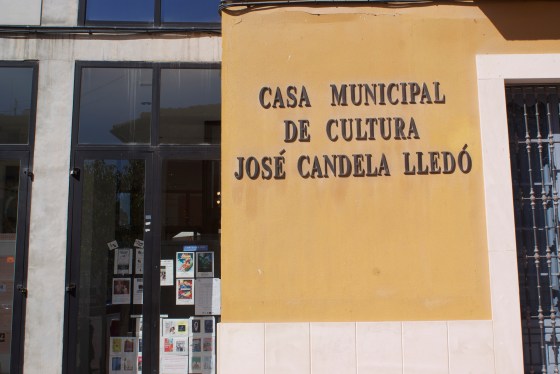 CASA MUNICIPAL
DE CULTURA
JOSÉ CANDELA LLEDÓ